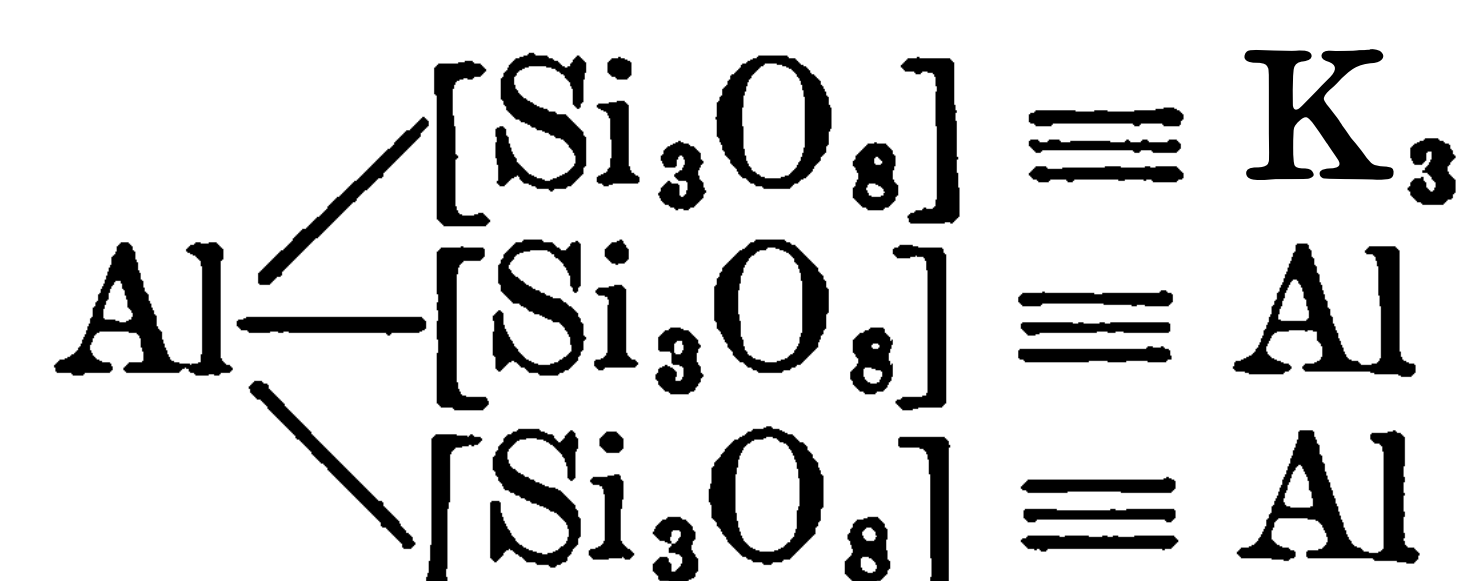 [Si₃O₈] ≡ K₃
Al — [Si₃O₈] ≡ Al
[Si₃O₈] ≡ Al